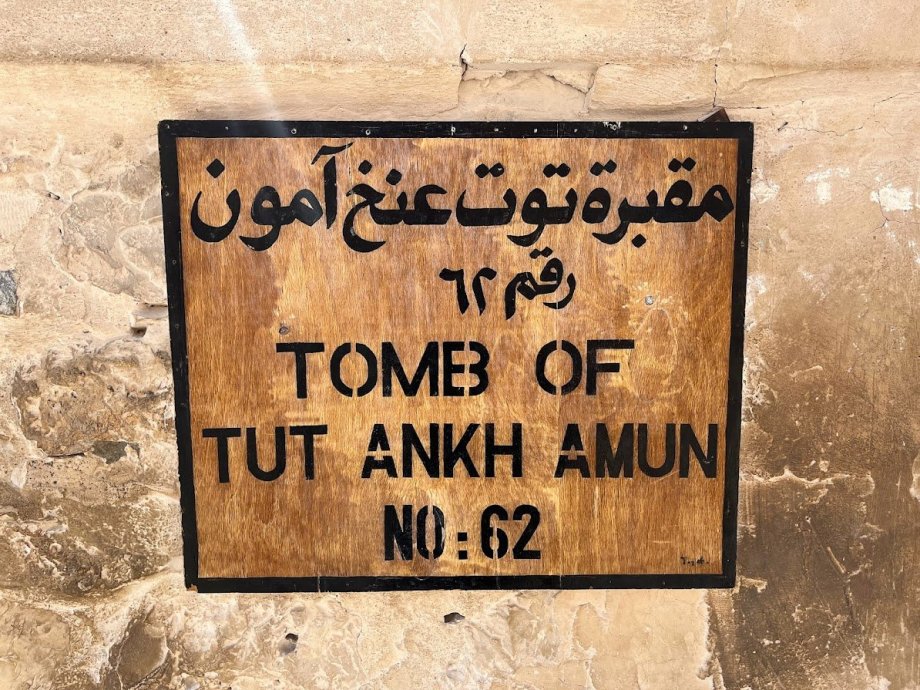 مقبرة توت عنخ آمون
رقم ٦٢
TOMB OF
TUT ANKH AMUN
NO: 62